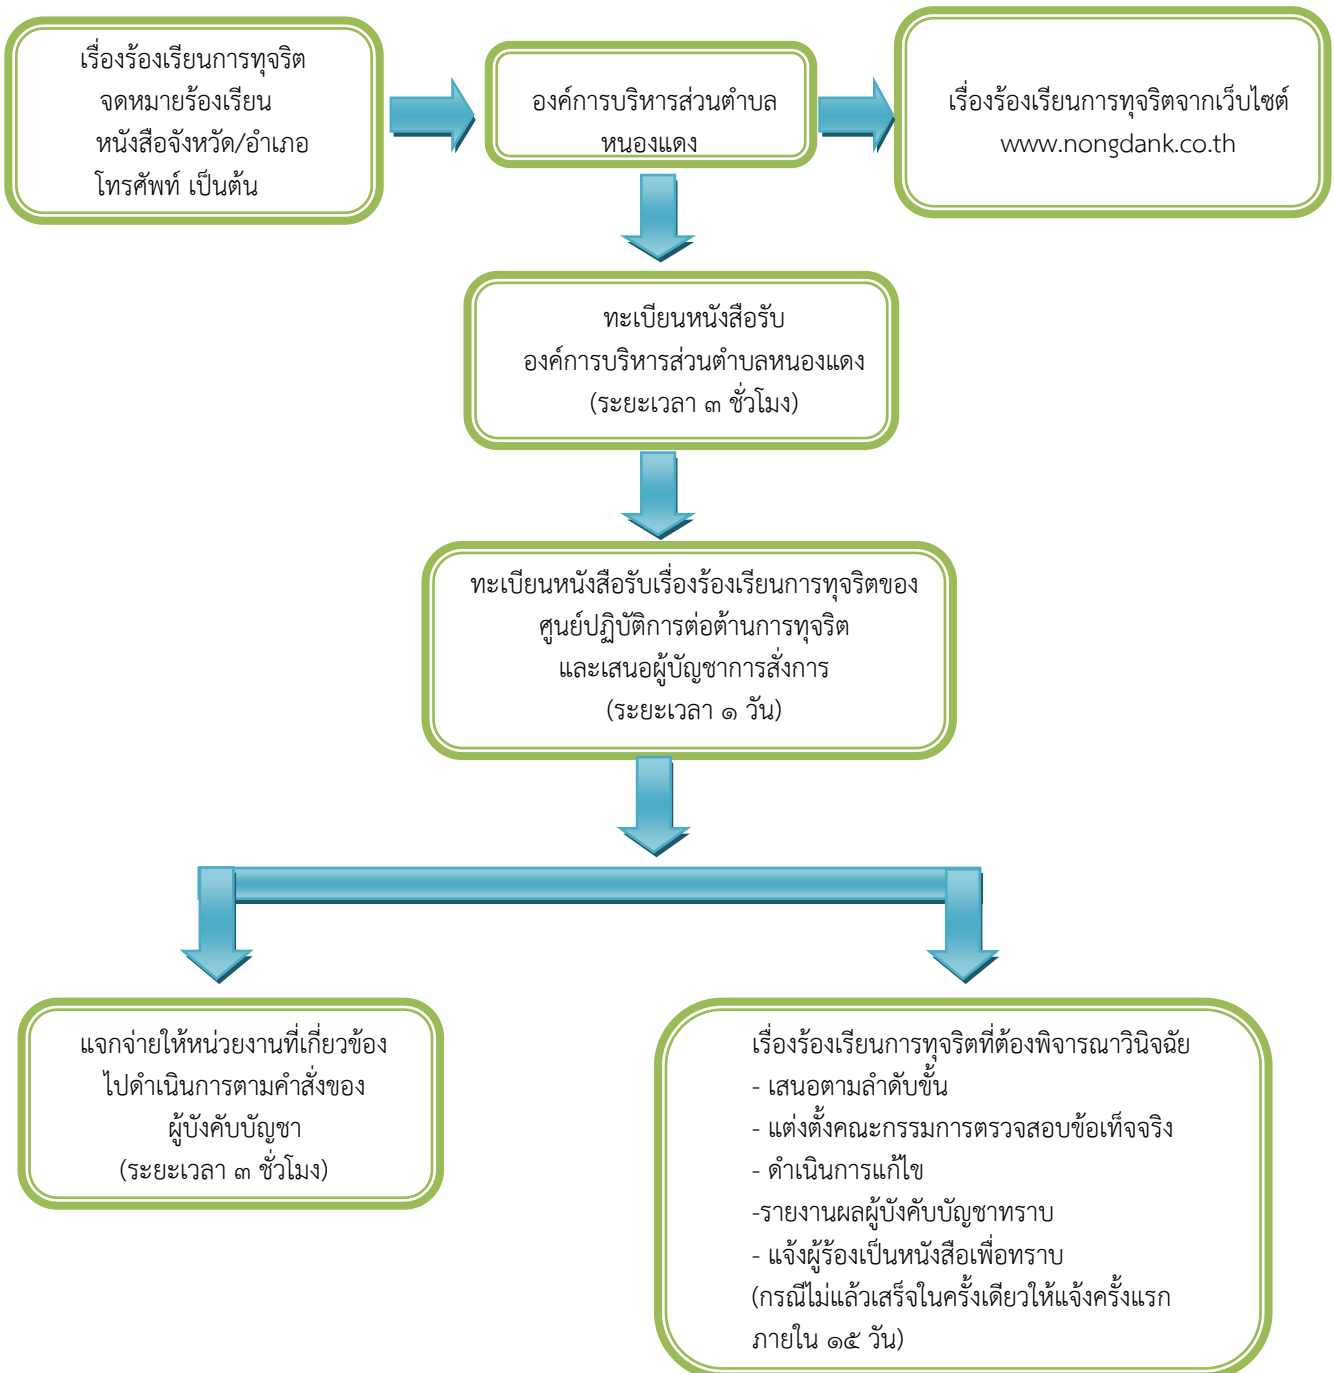 เรื่องร้องเรียนการทุจริต
จดหมายร้องเรียน
หนังสือจังหวัด/อำเภอ
โทรศัพท์ เป็นต้น
องค์การบริหารส่วนตำบล
หนองแดง
เรื่องร้องเรียนการทุจริตจากเว็บไซต์
www.nongdank.co.th
ทะเบียนหนังสือรับ
องค์การบริหารส่วนตำบลหนองแดง
(ระยะเวลา ๓ ชั่วโมง)
ทะเบียนหนังสือรับเรื่องร้องเรียนการทุจริตของ
ศูนย์ปฏิบัติการต่อต้านการทุจริต
และเสนอผู้บัญชาการสั่งการ
(ระยะเวลา ๑ วัน)
แจกจ่ายให้หน่วยงานที่เกี่ยวข้อง
ไปดำเนินการตามคำสั่งของ
ผู้บังคับบัญชา
(ระยะเวลา ๓ ชั่วโมง)
เรื่องร้องเรียนการทุจริตที่ต้องพิจารณาวินิจฉัย
- เสนอตามลำดับขั้น
- แต่งตั้งคณะกรรมการตรวจสอบข้อเท็จจริง
- ดำเนินการแก้ไข
-รายงานผลผู้บังคับบัญชาทราบ
- แจ้งผู้ร้องเป็นหนังสือเพื่อทราบ
(กรณีไม่แล้วเสร็จในครั้งเดียวให้แจ้งครั้งแรก
ภายใน ๑๕ วัน)